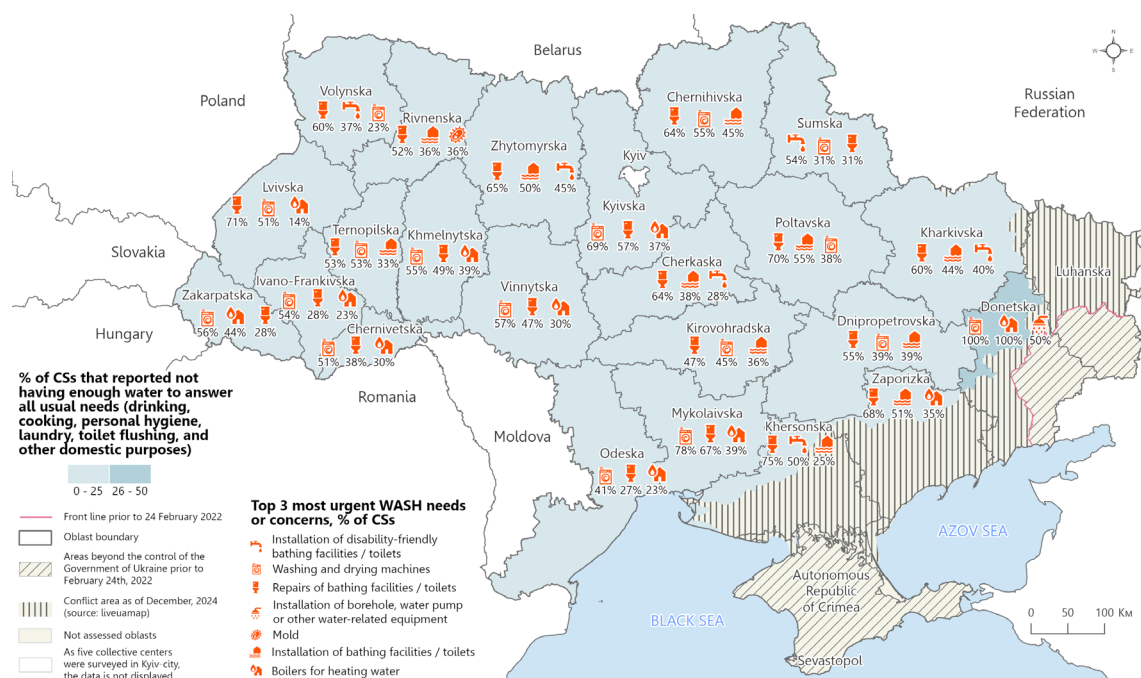 N
W
E
S
Belarus
Poland
Russian
Federation
Volynska
60% 37% 23%
Rivnenska
52% 36% 36%
Zhytomyrska
65% 50% 45%
Kyiv
Chernihivska
64% 55% 45%
Sumska
54% 31% 31%
Lvivska
71% 51% 14%
Ternopilska
53% 53% 33%
Khmelnytska
55% 49% 39%
Kyivska
69% 57% 37%
Poltavska
70% 55% 38%
Kharkivska
60% 44% 40%
Luhanska
Slovakia
Hungary
Zakarpatska
56% 44% 28%
Ivano-Frankivska
54% 28% 23%
Chernivetska
51% 38% 30%
Vinnytska
57% 47% 30%
Cherkaska
64% 38% 28%
Kirovohradska
47% 45% 36%
Dnipropetrovska
55% 39% 39%
Donetska
100% 100% 50%
Zaporizka
68% 51% 35%
Romania
Moldova
Odeska
41% 27% 23%
Mykolaivska
78% 67% 39%
Khersonska
75% 50% 25%
AZOV SEA
BLACK SEA
Autonomous
Republic
of Crimea
Sevastopol
0 50 100 Км
% of CSs that reported not
having enough water to answer
all usual needs (drinking,
cooking, personal hygiene,
laundry, toilet flushing, and
other domestic purposes)
0 - 25 26 - 50
Front line prior to 24 February 2022
Oblast boundary
Areas beyond the control of the
Government of Ukraine prior to
February 24th, 2022
Conflict area as of December, 2024
(source: liveuamap)
Not assessed oblasts
As five collective centers
were surveyed in Kyiv-city,
the data is not displayed
Top 3 most urgent WASH needs
or concerns, % of CSs
Installation of disability-friendly
bathing facilities / toilets
Washing and drying machines
Repairs of bathing facilities / toilets
Installation of borehole, water pump
or other water-related equipment
Mold
Installation of bathing facilities / toilets
Boilers for heating water